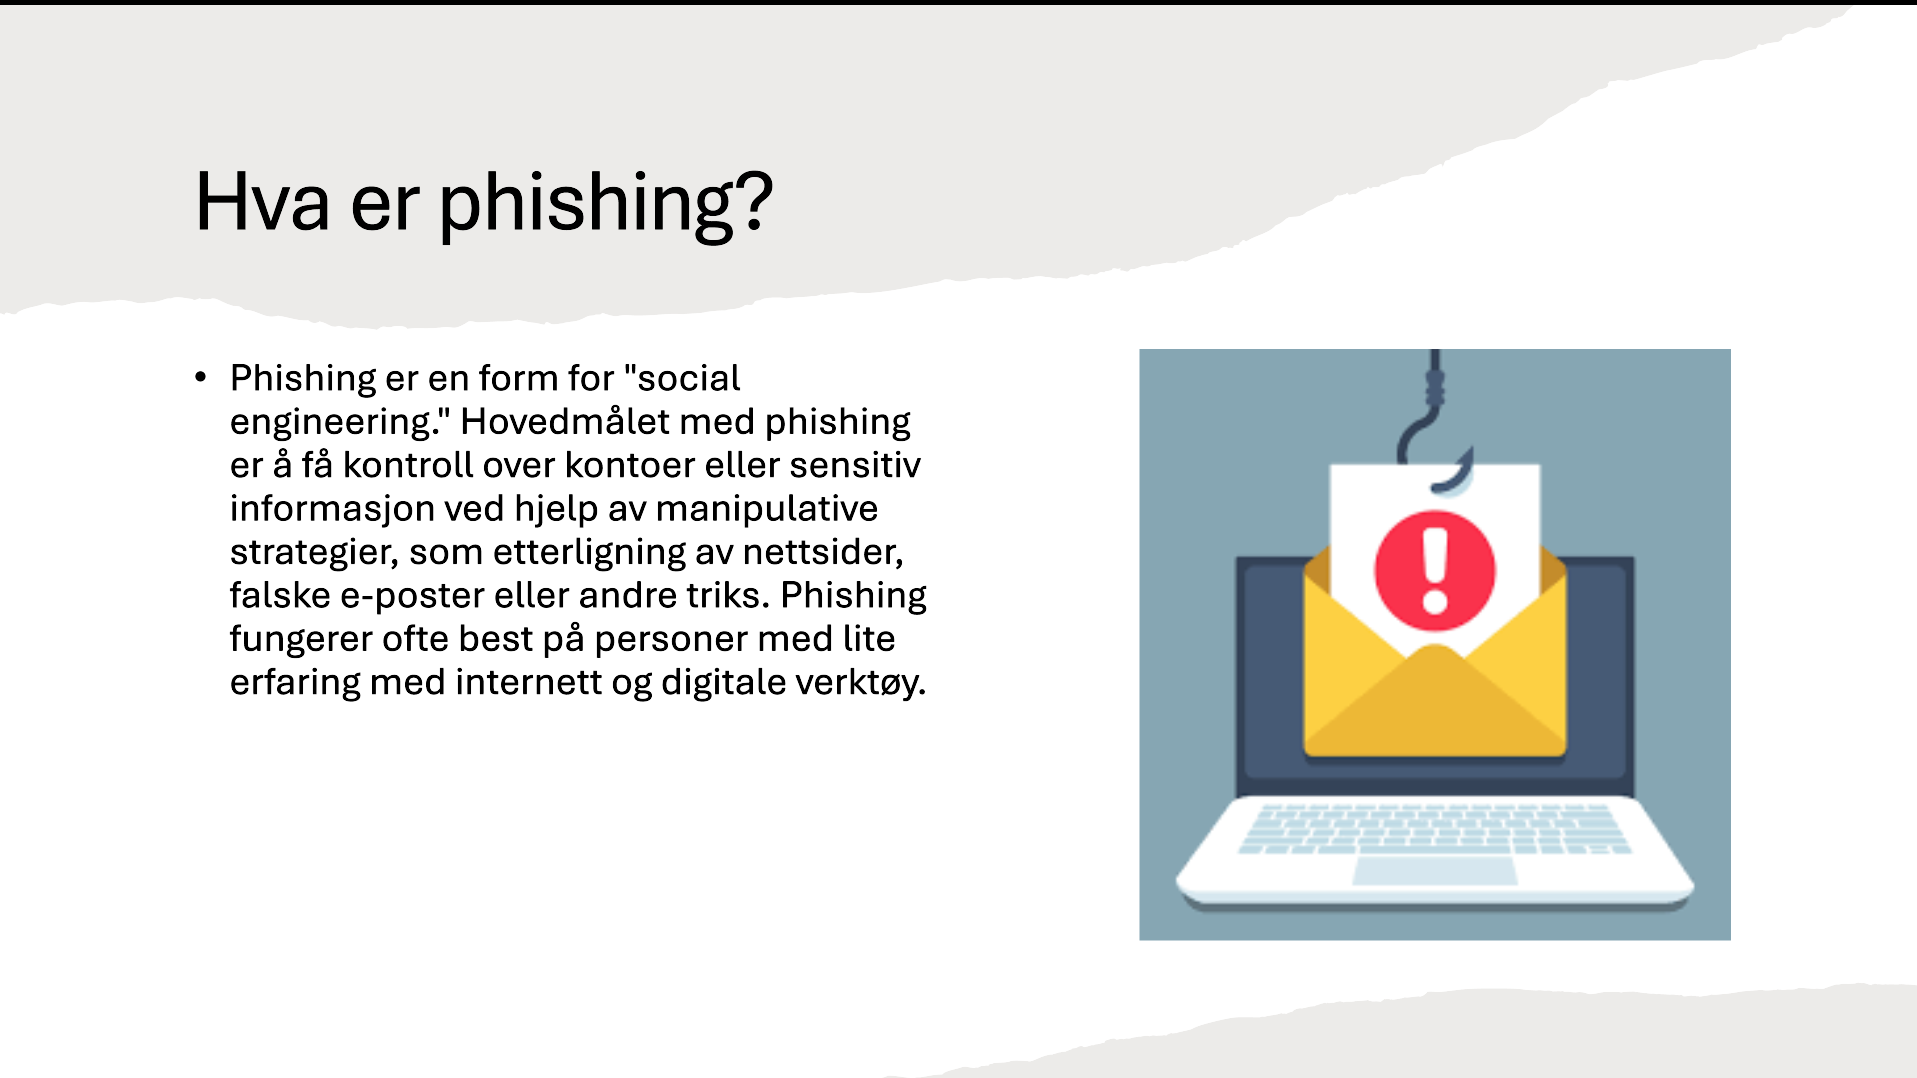 Hva er phishing?
• Phishing er en form for "social
engineering." Hovedmålet med phishing
er å få kontroll over kontoer eller sensitiv
informasjon ved hjelp av manipulative
strategier, som etterligning av nettsider,
falske e-poster eller andre triks. Phishing
fungerer ofte best på personer med lite
erfaring med internett og digitale verktøy.